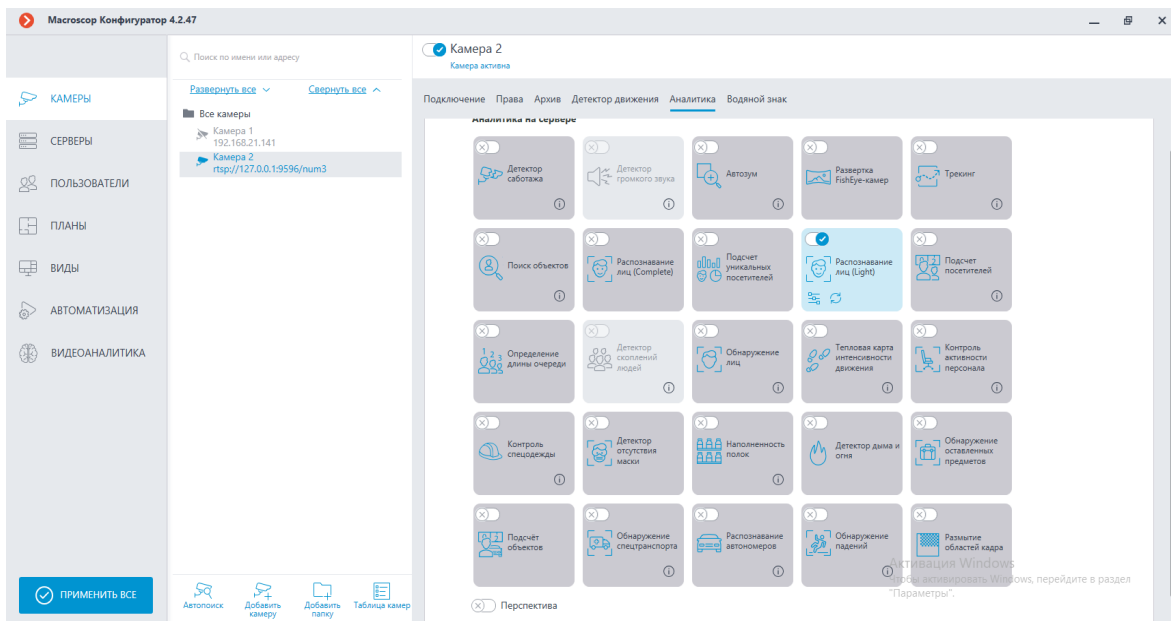 Macroscop Конфигуратор 4.2.47
КАМЕРЫ
СЕРВЕРЫ
ПОЛЬЗОВАТЕЛИ
ПЛАНЫ
ВИДЫ
АВТОМАТИЗАЦИЯ
ВИДЕОАНАЛИТИКА
ПРИМЕНИТЬ ВСЕ
Поиск по имени или адресу
Развернуть все
Свернуть все
Все камеры
Камера 1
192.168.21.141
Камера 2
rtsp://127.0.0.1:9596/num3
Автопоиск
Добавить
камеру
Добавить
папку
Таблица камер
Камера 2
Камера активна
Подключение Права Архив Детектор движения Аналитика Водяной знак
Аналитика на сервере
Детектор
саботажа
Детектор
громкого звука
Автозум
Развертка
FishEye-камер
Трекинг
Поиск объектов
Распознавание
лиц (Complete)
Подсчет
уникальных
посетителей
Распознавание
лиц (Light)
Подсчет
посетителей
1 2 3
Определение
длины очереди
Детектор
скоплений
людей
Обнаружение
лиц
Тепловая карта
интенсивности
движения
Контроль
активности
персонала
Контроль
спецодежды
Детектор
отсутствия
маски
Наполненность
полок
Детектор дыма и
огня
Обнаружение
оставленных
предметов
Подсчёт
объектов
Обнаружение
спецтранспорта
Распознавание
автономеров
Обнаружение
падений
Размытие
областей кадра
Активация Windows
Чтобы активировать Windows, перейдите в раздел
"Параметры".
Перспектива